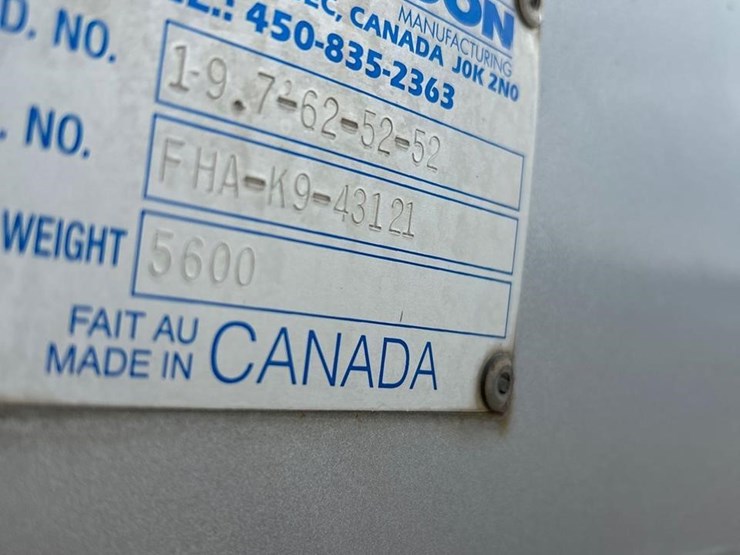 ON
MANUFACTURING
EC, CANADA J0K 2N0
L.: 450-835-2363
D. NO. 1-9.7-62-52-52
. NO. FHA-K9-43121
WEIGHT 5600
FAIT AU
MADE IN CANADA